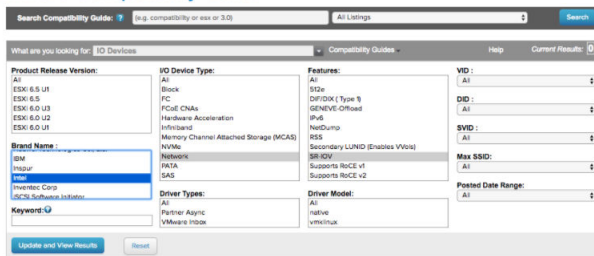 Search Compatibility Guide: ? (e.g. compatibility or esx or 3.0) All Listings Search
What are you looking for: IO Devices Compatibility Guides Help Current Results: 0
Product Release Version:
All
ESXi 6.5 U1
ESXi 6.5
ESXi 6.0 U3
ESXi 6.0 U2
ESXi 6.0 U1
Brand Name :
IBM
Inspur
Intel
Inventec Corp
iSCSI Software Initiator
Keyword:
Update and View Results Reset
I/O Device Type:
All
Block
FC
FCoE CNAs
Hardware Acceleration
Infiniband
Memory Channel Attached Storage (MCAS)
NVMe
Network
PATA
SAS
Driver Types:
All
Partner Async
VMware Inbox
Features:
All
512e
DIF/DIX ( Type 1)
GENEVE-Offload
IPv6
NetDump
RSS
Secondary LUNID (Enables VVols)
SR-IOV
Supports RoCE v1
Supports RoCE v2
Driver Model:
All
native
vmklinux
VID :
All
DID :
All
SVID :
All
Max SSID:
All
Posted Date Range:
All